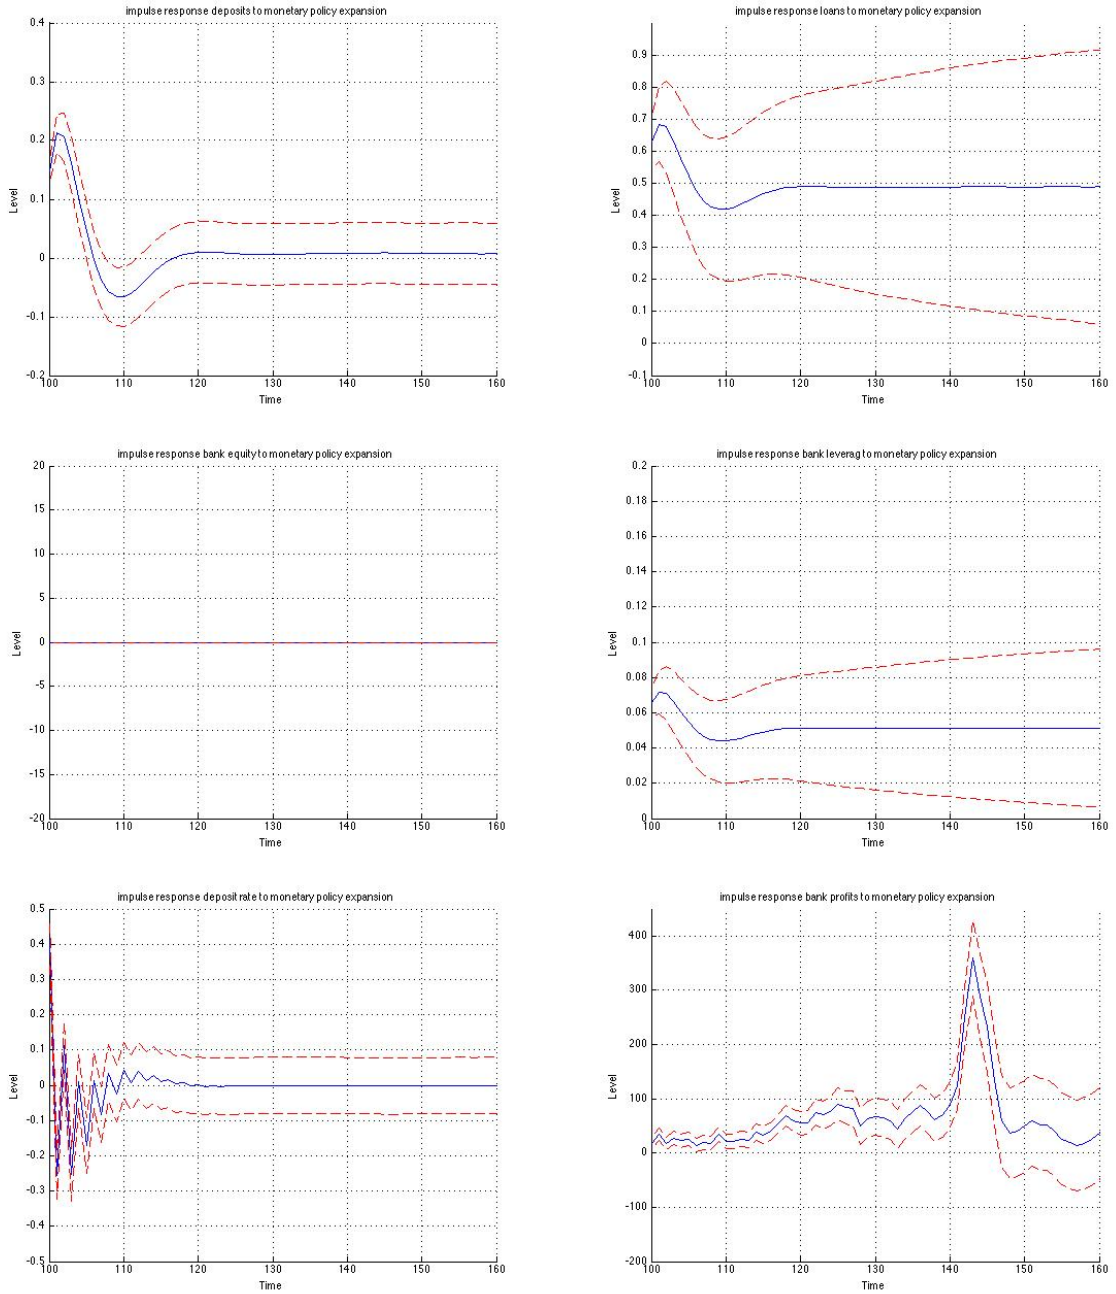 impulse response deposits to monetary policy expansion
0.4
0.3
0.2
0.1
0
-0.1
-0.2
Level
100 110 120 130 140 150 160
Time
impulse response loans to monetary policy expansion
0.9
0.8
0.7
0.6
0.5
0.4
0.3
0.2
0.1
0
-0.1
Level
100 110 120 130 140 150 160
Time
impulse response bank equity to monetary policy expansion
20
15
10
5
0
-5
-10
-15
-20
Level
100 110 120 130 140 150 160
Time
impulse response bank leverag to monetary policy expansion
0.2
0.18
0.16
0.14
0.12
0.1
0.08
0.06
0.04
0.02
0
Level
100 110 120 130 140 150 160
Time
impulse response deposit rate to monetary policy expansion
0.5
0.4
0.3
0.2
0.1
0
-0.1
-0.2
-0.3
-0.4
-0.5
Level
100 110 120 130 140 150 160
Time
impulse response bank profits to monetary policy expansion
400
300
200
100
0
-100
-200
Level
100 110 120 130 140 150 160
Time